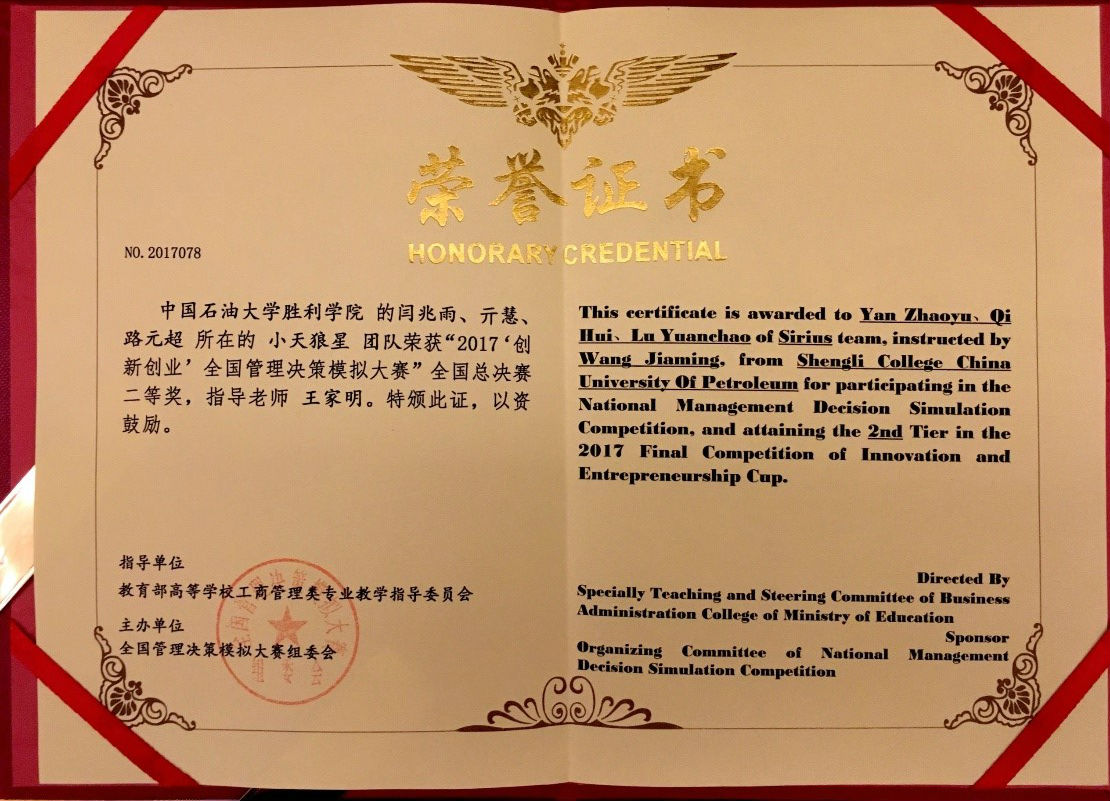 荣誉证书
HONORARY CREDENTIAL
NO. 2017078
中国石油大学胜利学院 的闫兆雨、亓慧、
路元超 所在的 小天狼星 团队荣获“2017‘创
新创业’全国管理决策模拟大赛”全国总决赛
二等奖，指导老师 王家明。特颁此证，以资
鼓励。
指导单位
教育部高等学校工商管理类专业教学指导委员会
主办单位
全国管理决策模拟大赛组委会
This certificate is awarded to Yan Zhaoyu、Qi
Hui、Lu Yuanchao of Sirius team, instructed by
Wang Jiaming, from Shengli College China
University Of Petroleum for participating in the
National Management Decision Simulation
Competition, and attaining the 2nd Tier in the
2017 Final Competition of Innovation and
Entrepreneurship Cup.
Directed By
Specially Teaching and Steering Committee of Business
Administration College of Ministry of Education
Sponsor
Organizing Committee of National Management
Decision Simulation Competition